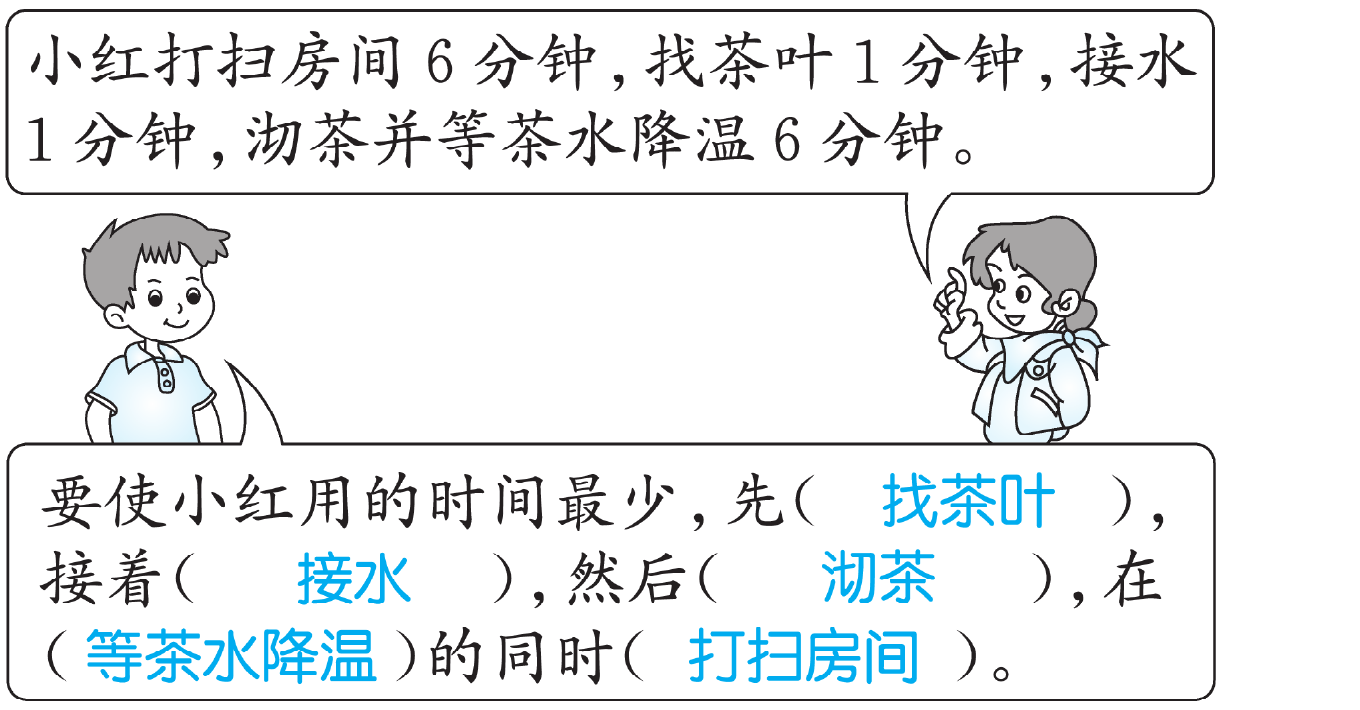 小红打扫房间6分钟,找茶叶1分钟,接水
1分钟,沏茶并等茶水降温6分钟。
要使小红用的时间最少,先( 找茶叶 ),
接着( 接水 ),然后( 沏茶 ),在
(等茶水降温)的同时( 打扫房间 )。